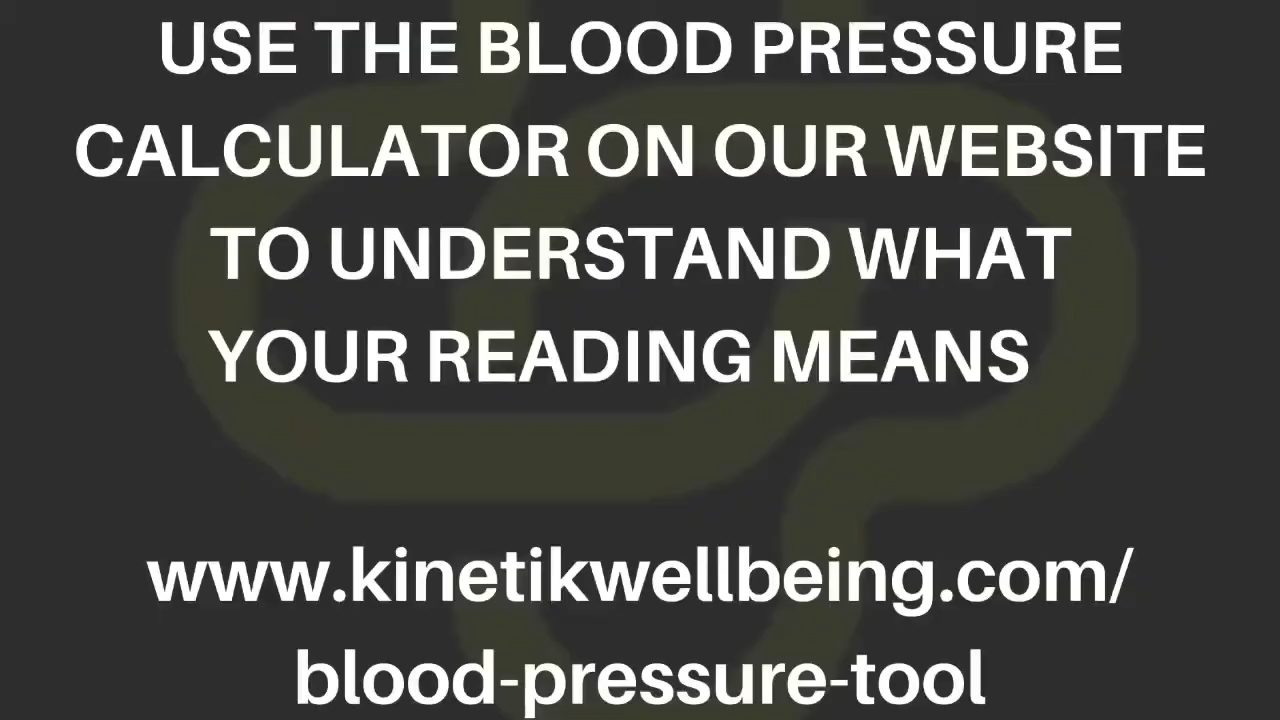 USE THE BLOOD PRESSURE
CALCULATOR ON OUR WEBSITE
TO UNDERSTAND WHAT
YOUR READING MEANS
www.kinetikwellbeing.com/
blood-pressure-tool